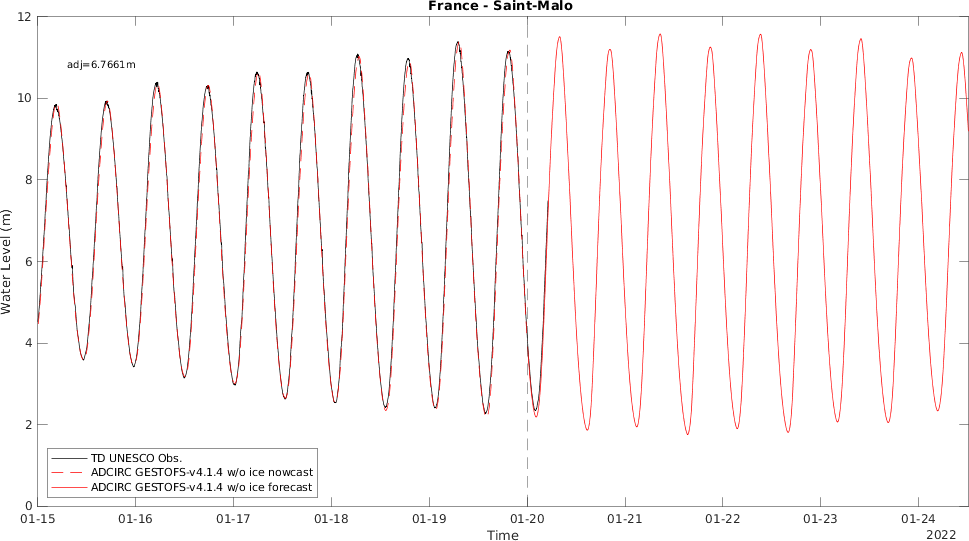 France - Saint-Malo
12
adj=6.7661m
10
8
6
4
2
0
Water Level (m)
TD UNESCO Obs.
ADCIRC GESTOFS-v4.1.4 w/o ice nowcast
ADCIRC GESTOFS-v4.1.4 w/o ice forecast
01-15 01-16 01-17 01-18 01-19 01-20 01-21 01-22 01-23 01-24
Time
2022